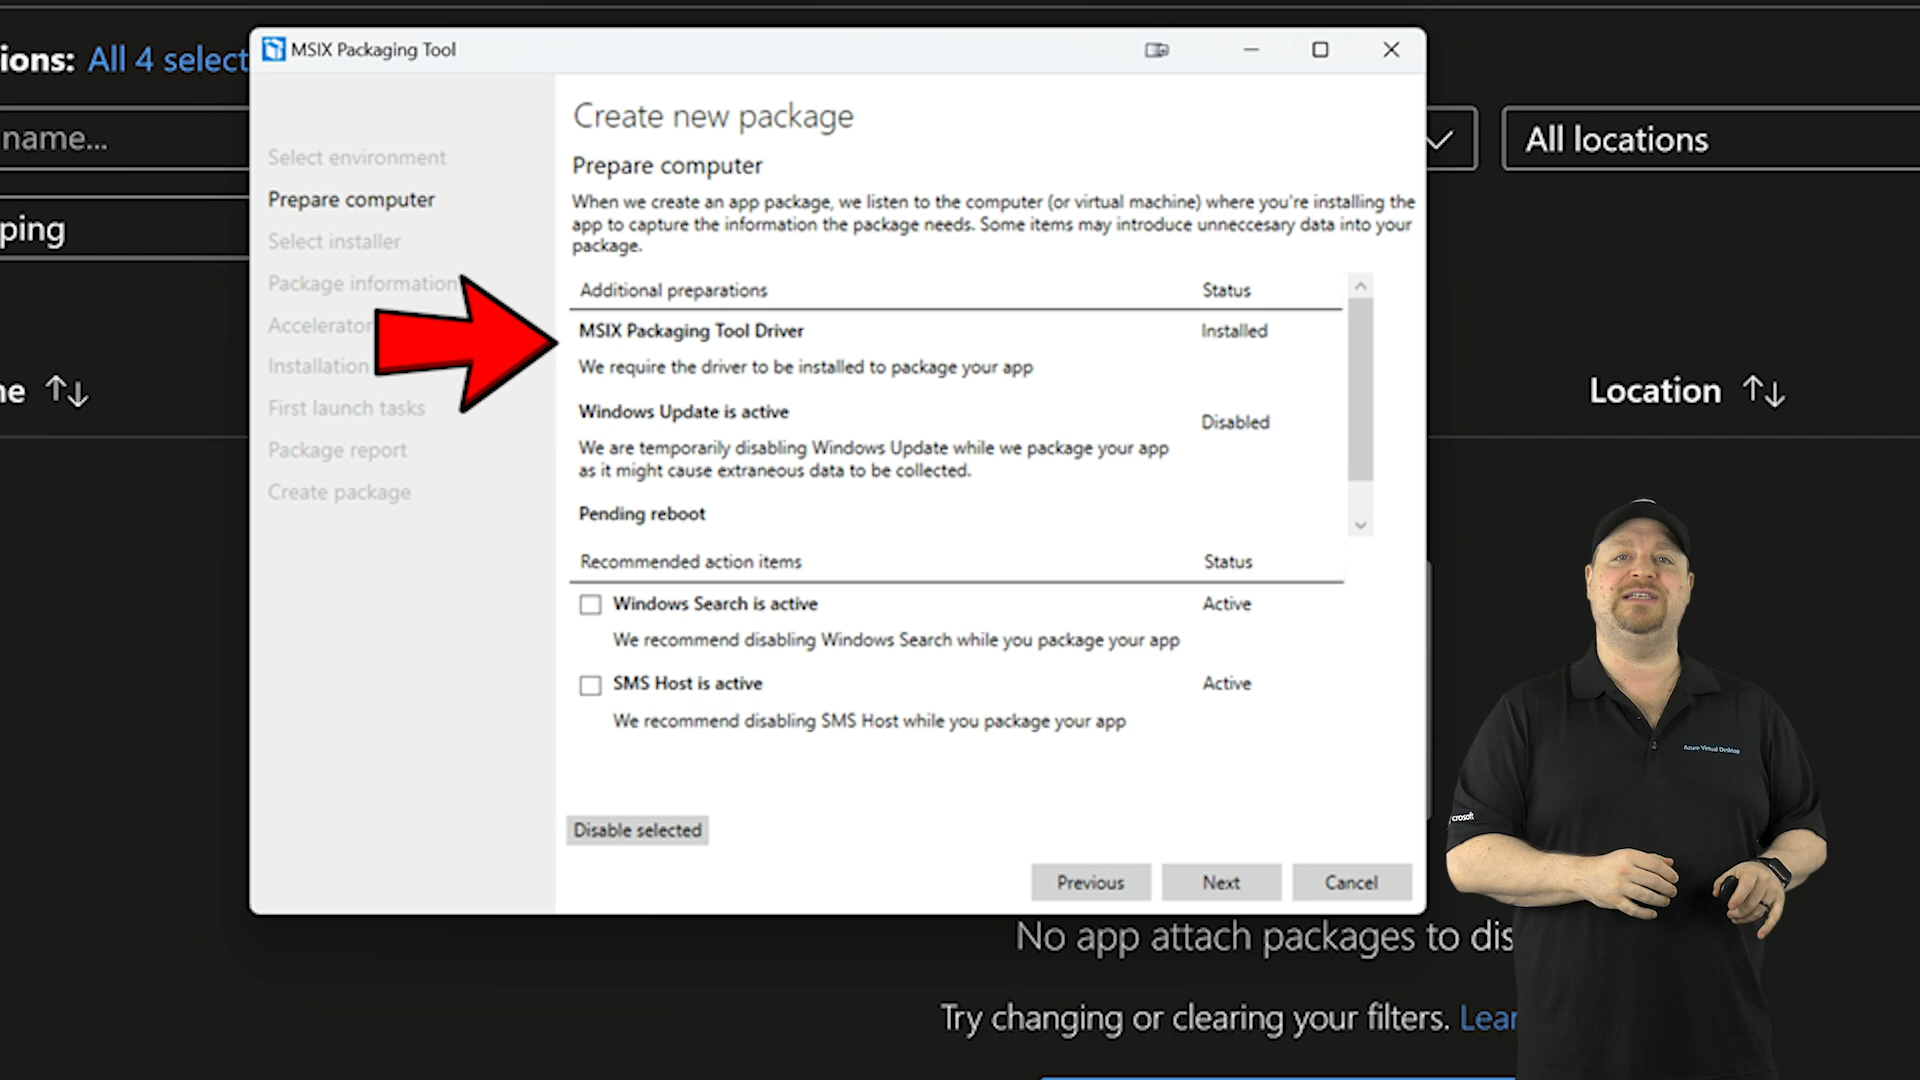 ions: All 4 select
name...
All locations
ping
ne
Location
MSIX Packaging Tool
Select environment
Prepare computer
Select installer
Package information
Accelerator
Installation
First launch tasks
Package report
Create package
Create new package
Prepare computer
When we create an app package, we listen to the computer (or virtual machine) where you're installing the
app to capture the information the package needs. Some items may introduce unneccesary data into your
package.
Additional preparations Status
MSIX Packaging Tool Driver Installed
We require the driver to be installed to package your app
Windows Update is active Disabled
We are temporarily disabling Windows Update while we package your app
as it might cause extraneous data to be collected.
Pending reboot
Recommended action items Status
Windows Search is active Active
We recommend disabling Windows Search while you package your app
SMS Host is active Active
We recommend disabling SMS Host while you package your app
Disable selected
Previous Next Cancel
No app attach packages to dis
Try changing or clearing your filters. Lear
Azure Virtual Desktop
crosoft